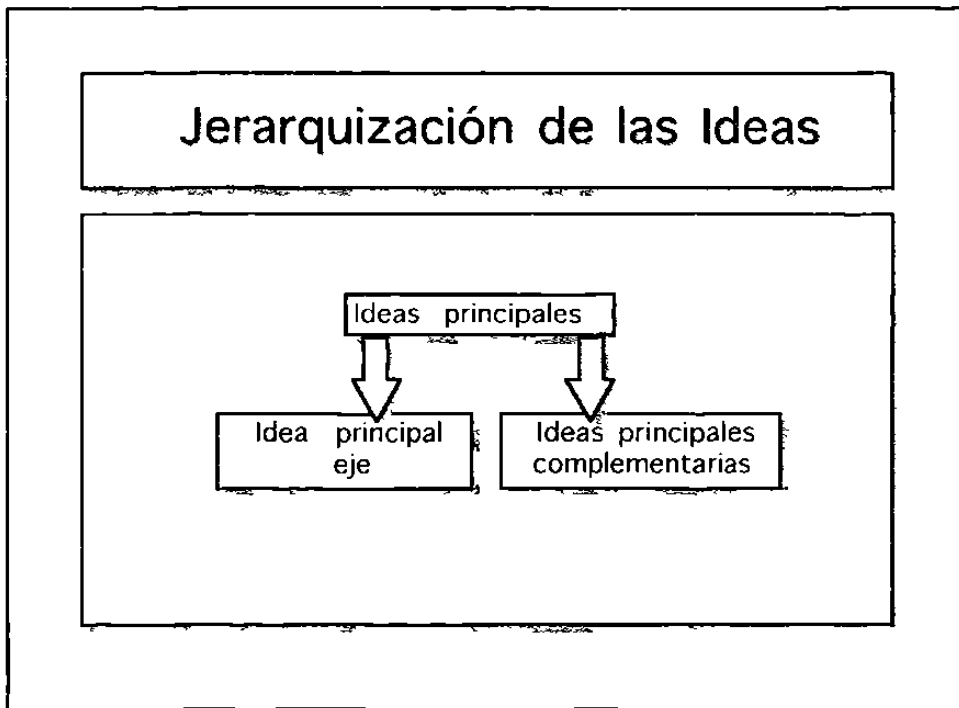 Jerarquización de las Ideas
Ideas principales
Idea principal
eje
Ideas principales
complementarias